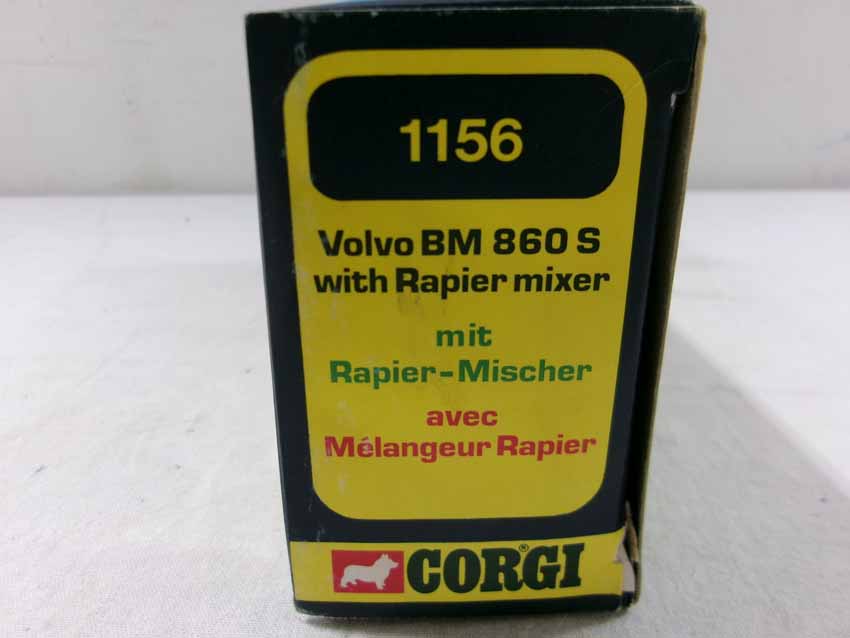 1156
Volvo BM 860 S
with Rapier mixer
mit
Rapier-Mischer
avec
Mélangeur Rapier
CORGI®